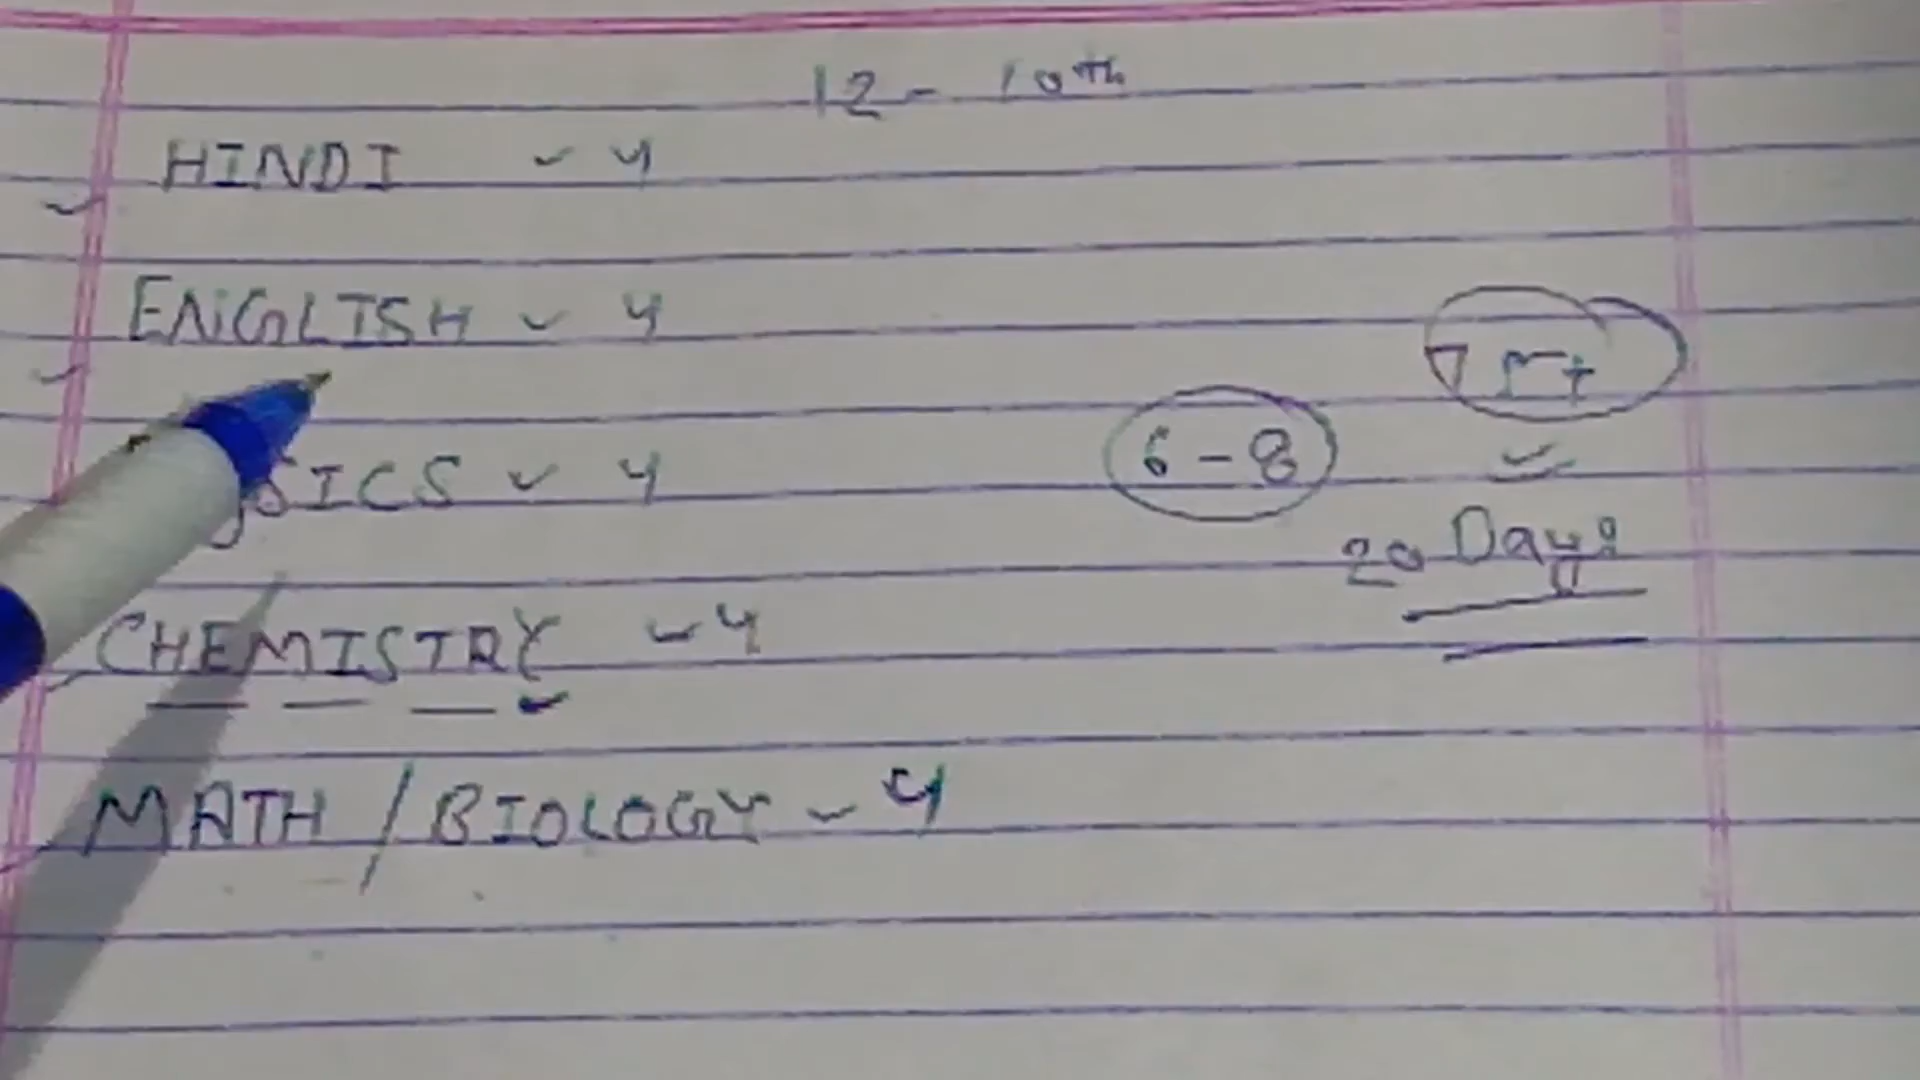 12 - 10th
HINDI - 4
ENGLISH - 4
SICS - 4
6 - 8
20 Days
CHEMISTRY - 4
MATH / BIOLOGY - 4